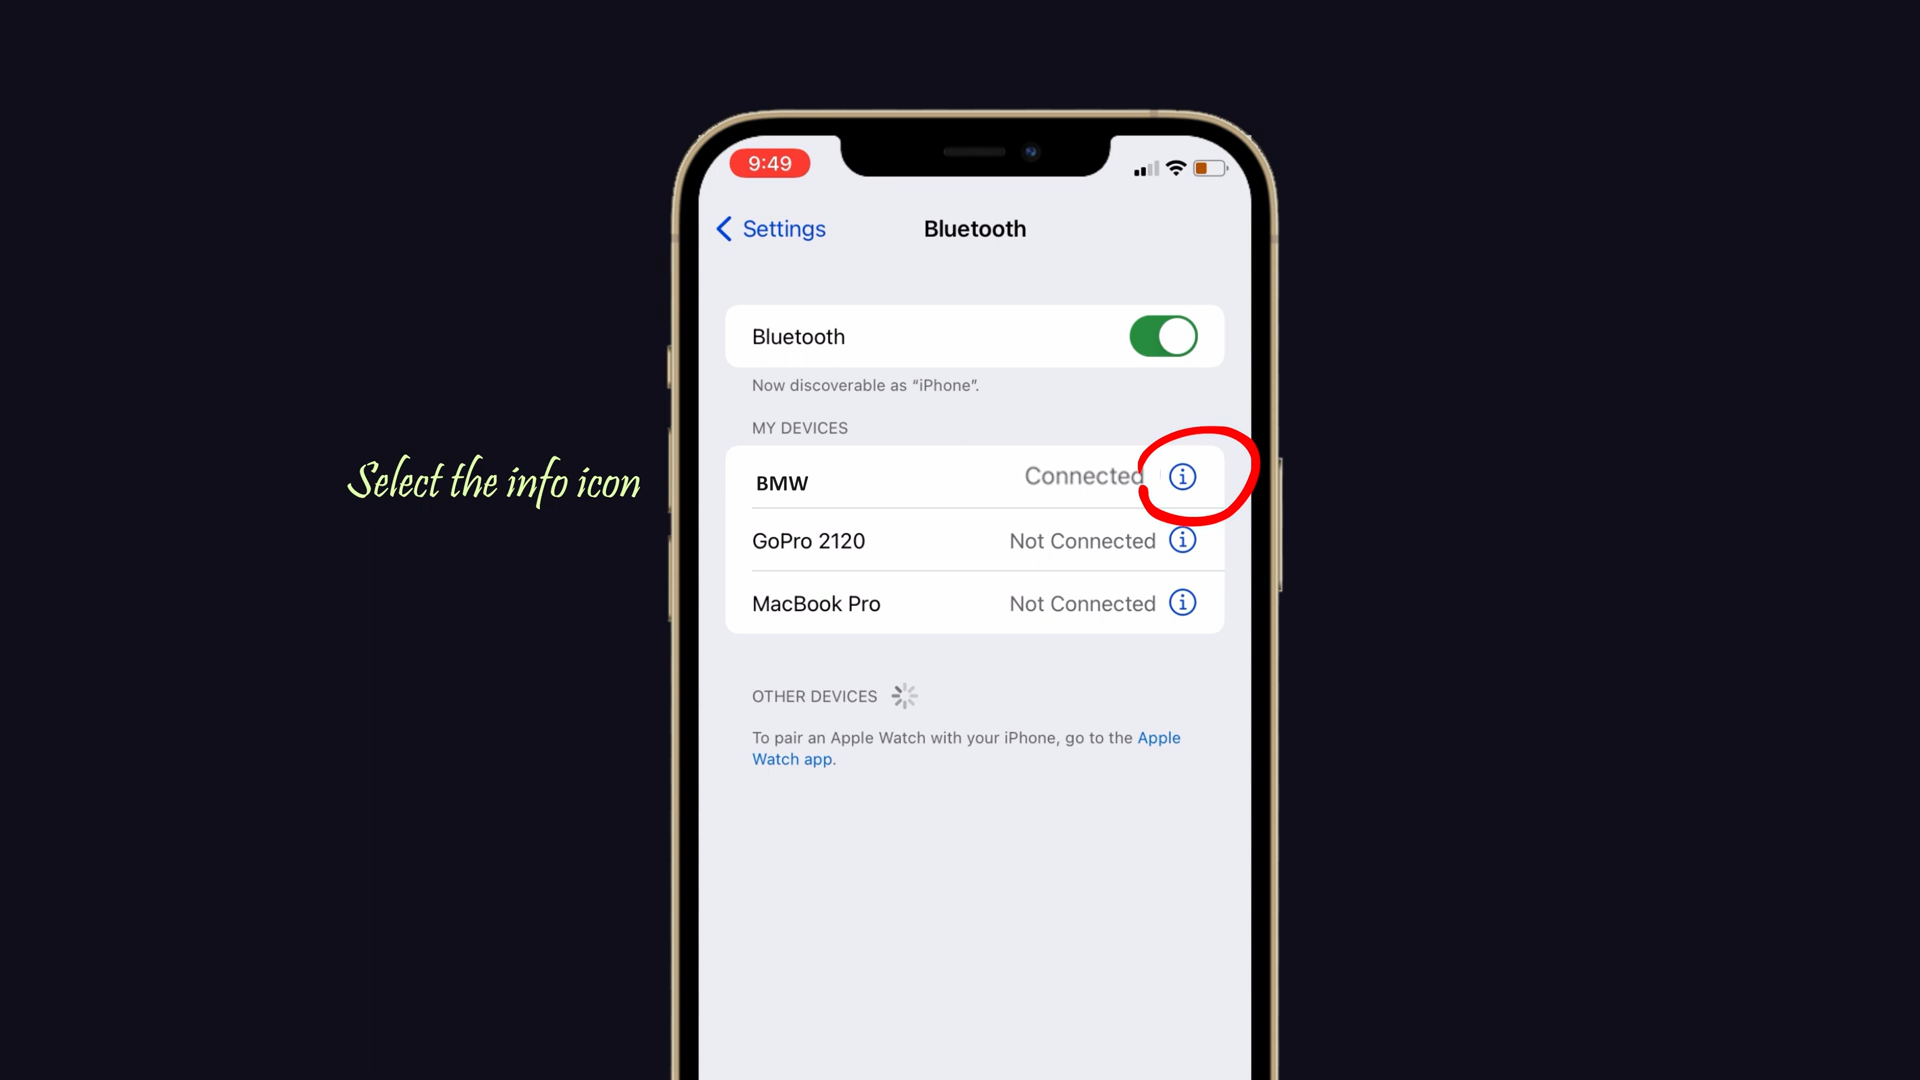 9:49
Settings
Bluetooth
Bluetooth
Now discoverable as “iPhone”.
MY DEVICES
BMW Connected
Select the info icon
GoPro 2120 Not Connected
MacBook Pro Not Connected
OTHER DEVICES
To pair an Apple Watch with your iPhone, go to the Apple
Watch app.